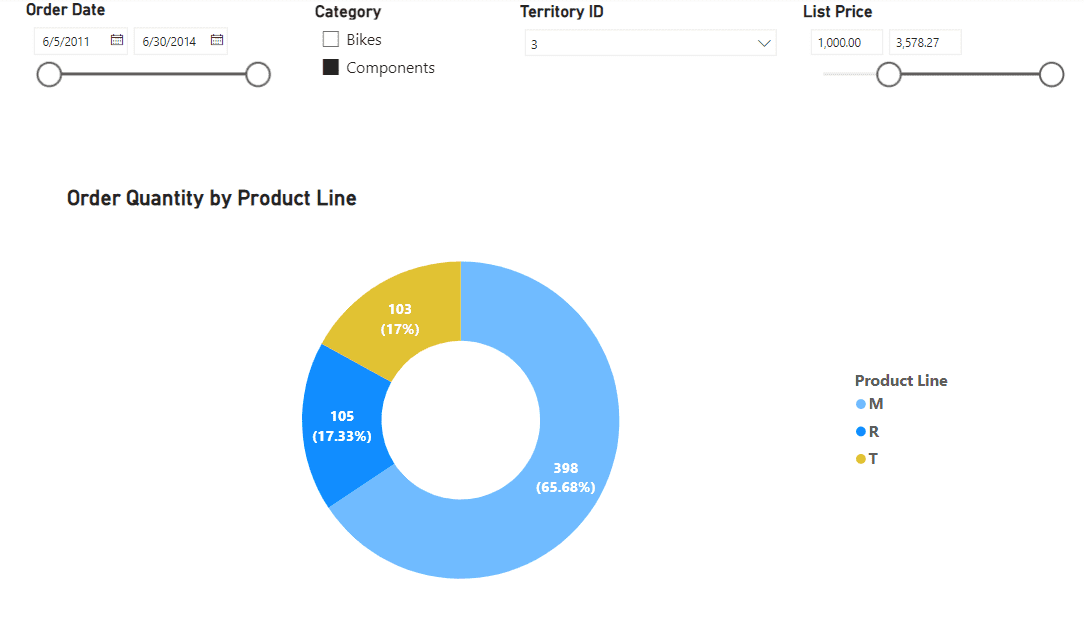 Order Date
6/5/2011
6/30/2014
Category
Bikes
Components
Territory ID
3
List Price
1,000.00
3,578.27
Order Quantity by Product Line
103
(17%)
105
(17.33%)
398
(65.68%)
Product Line
M
R
T